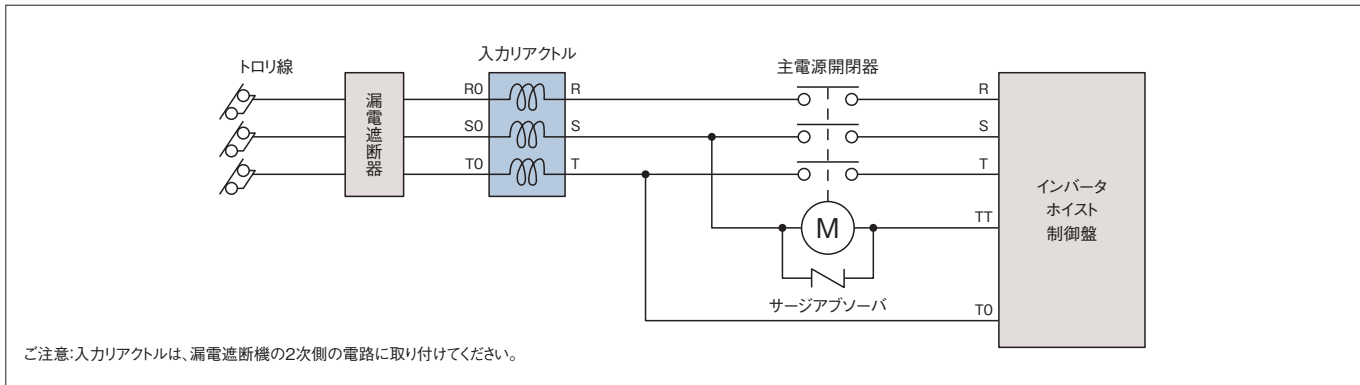 トロリ線
漏電遮断器
入力リアクトル
R0
R
S0
S
T0
T
主電源開閉器
R
S
T
TT
T0
M
サージアブソーバ
インバータ
ホイスト
制御盤
ご注意:入力リアクトルは、漏電遮断機の2次側の電路に取り付けてください。